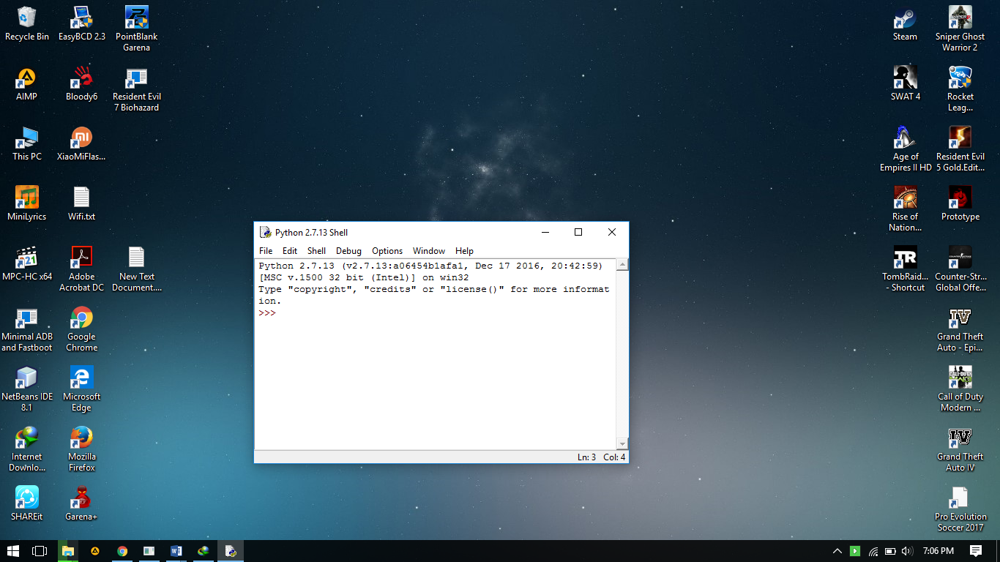 Recycle Bin
EasyBCD 2.3
PointBlank
Garena
AIMP
Bloody6
Resident Evil
7 Biohazard
This PC
XiaoMiFlas...
MiniLyrics
Wifi.txt
MPC-HC x64
Adobe
Acrobat DC
New Text
Document....
Minimal ADB
and Fastboot
Google
Chrome
NetBeans IDE
8.1
Microsoft
Edge
Internet
Downlo...
Mozilla
Firefox
SHAREit
Garena+
Python 2.7.13 Shell
File Edit Shell Debug Options Window Help
Python 2.7.13 (v2.7.13:a06454b1afa1, Dec 17 2016, 20:42:59)
[MSC v.1500 32 bit (Intel)] on win32
Type "copyright", "credits" or "license()" for more informat
ion.
>>>
Ln: 3 Col: 4
Steam
Sniper Ghost
Warrior 2
SWAT 4
Rocket
Leag...
Age of
Empires II HD
Resident Evil
5 Gold.Edit...
Rise of
Nation...
Prototype
TombRaid...
- Shortcut
Counter-Str...
Global Offe...
Grand Theft
Auto - Epi...
Call of Duty
Modern ...
Grand Theft
Auto IV
Pro Evolution
Soccer 2017
7:06 PM